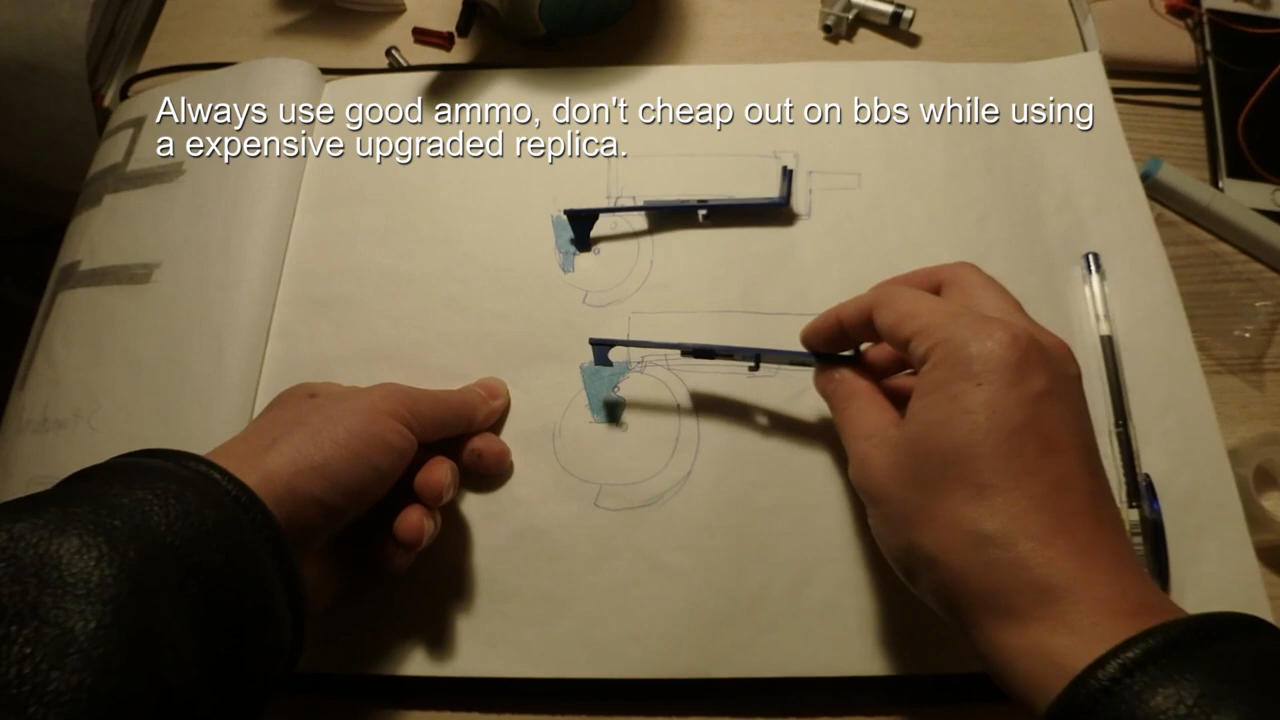 Always use good ammo, don't cheap out on bbs while using
a expensive upgraded replica.